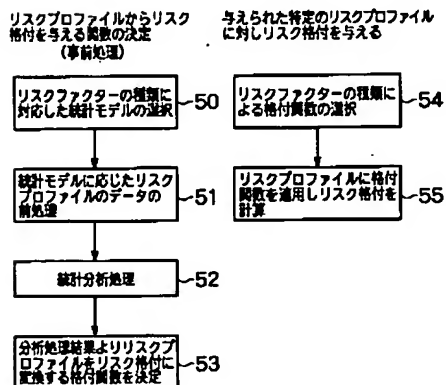 リスクプロファイルからリスク
格付を与える関数の決定
(事前処理)
リスクファクターの種類に
対応した統計モデルの選択
50
統計モデルに応じたリスク
プロファイルのデータの
前処理
51
統計分析処理
52
分析処理結果よりリスクプ
ロファイルをリスク格付に
変換する格付関数を決定
53
与えられた特定のリスクプロファイル
に対しリスク格付を与える
リスクファクターの種類に
よる格付関数の選択
54
リスクプロファイルに格付
関数を適用しリスク格付を
計算
55